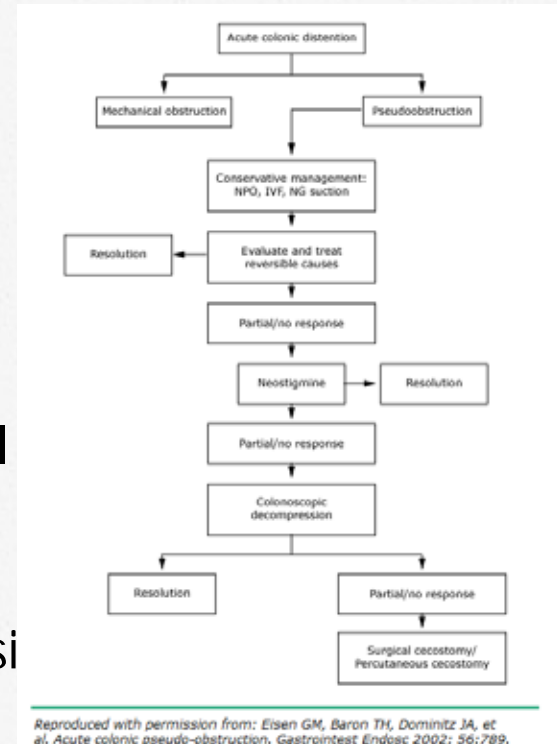 Acute colonic distention
Mechanical obstruction
Pseudoobstruction
Conservative management:
NPO, IVF, NG suction
Evaluate and treat
reversible causes
Resolution
Partial/no response
Neostigmine
Resolution
Partial/no response
Colonoscopic
decompression
Resolution
Partial/no response
Surgical cecostomy/
Percutaneous cecostomy
si
Reproduced with permission from: Eisen GM, Baron TH, Dominitz JA, et
al. Acute colonic pseudo-obstruction. Gastrointest Endosc 2002; 56:789.